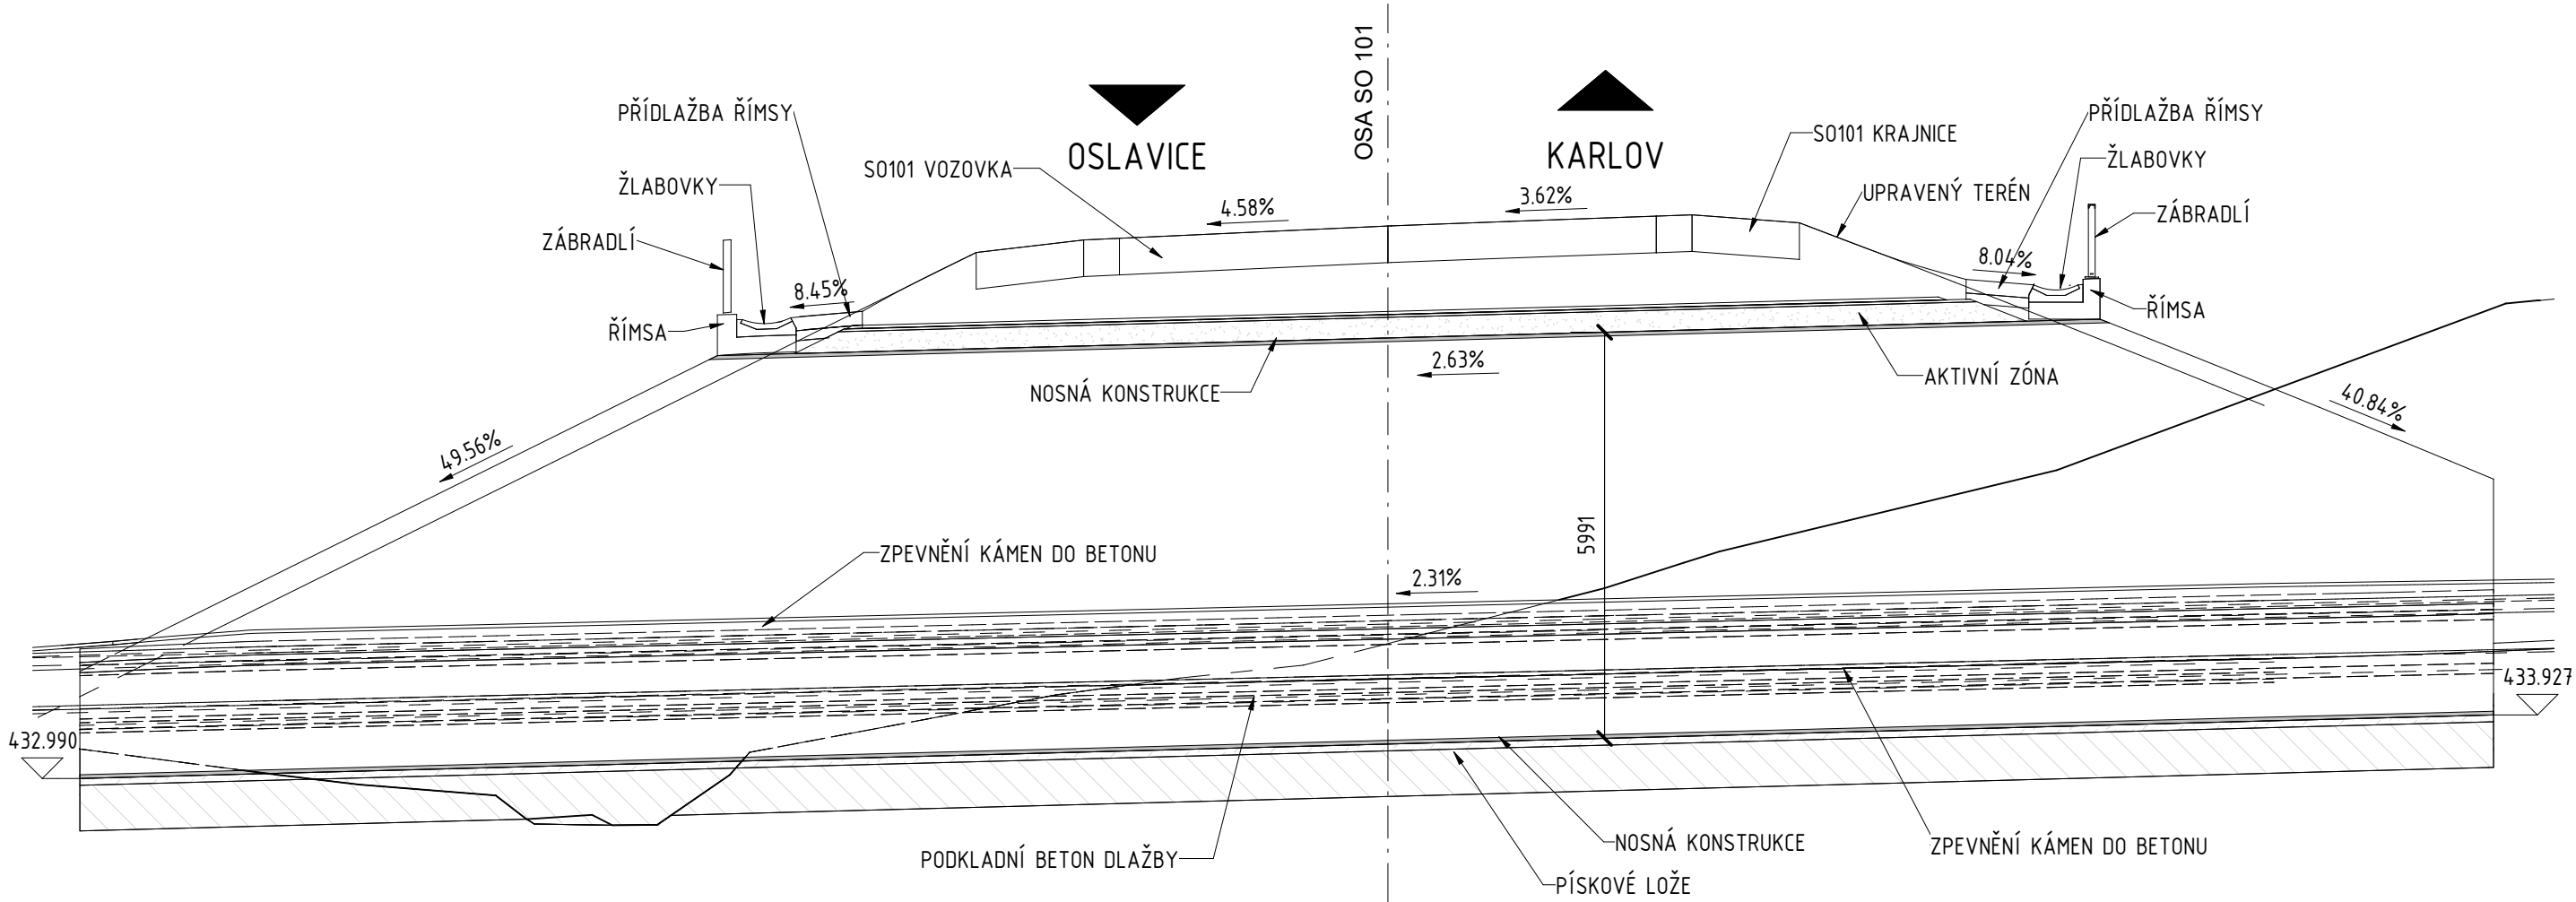 OSA SO 101
PŘÍDLAŽBA ŘÍMSY
OSLAVICE
KARLOV
SO101 KRAJNICE
PŘÍDLAŽBA ŘÍMSY
SO101 VOZOVKA
ŽLABOVKY
ŽLABOVKY
UPRAVENÝ TERÉN
3.62%
4.58%
ZÁBRADLÍ
ZÁBRADLÍ
8.04%
8.45%
ŘÍMSA
ŘÍMSA
2.63%
AKTIVNÍ ZÓNA
NOSNÁ KONSTRUKCE
40.84%
49.56%
5991
ZPEVNĚNÍ KÁMEN DO BETONU
2.31%
433.927
432.990
NOSNÁ KONSTRUKCE
ZPEVNĚNÍ KÁMEN DO BETONU
PODKLADNÍ BETON DLAŽBY
PÍSKOVÉ LOŽE